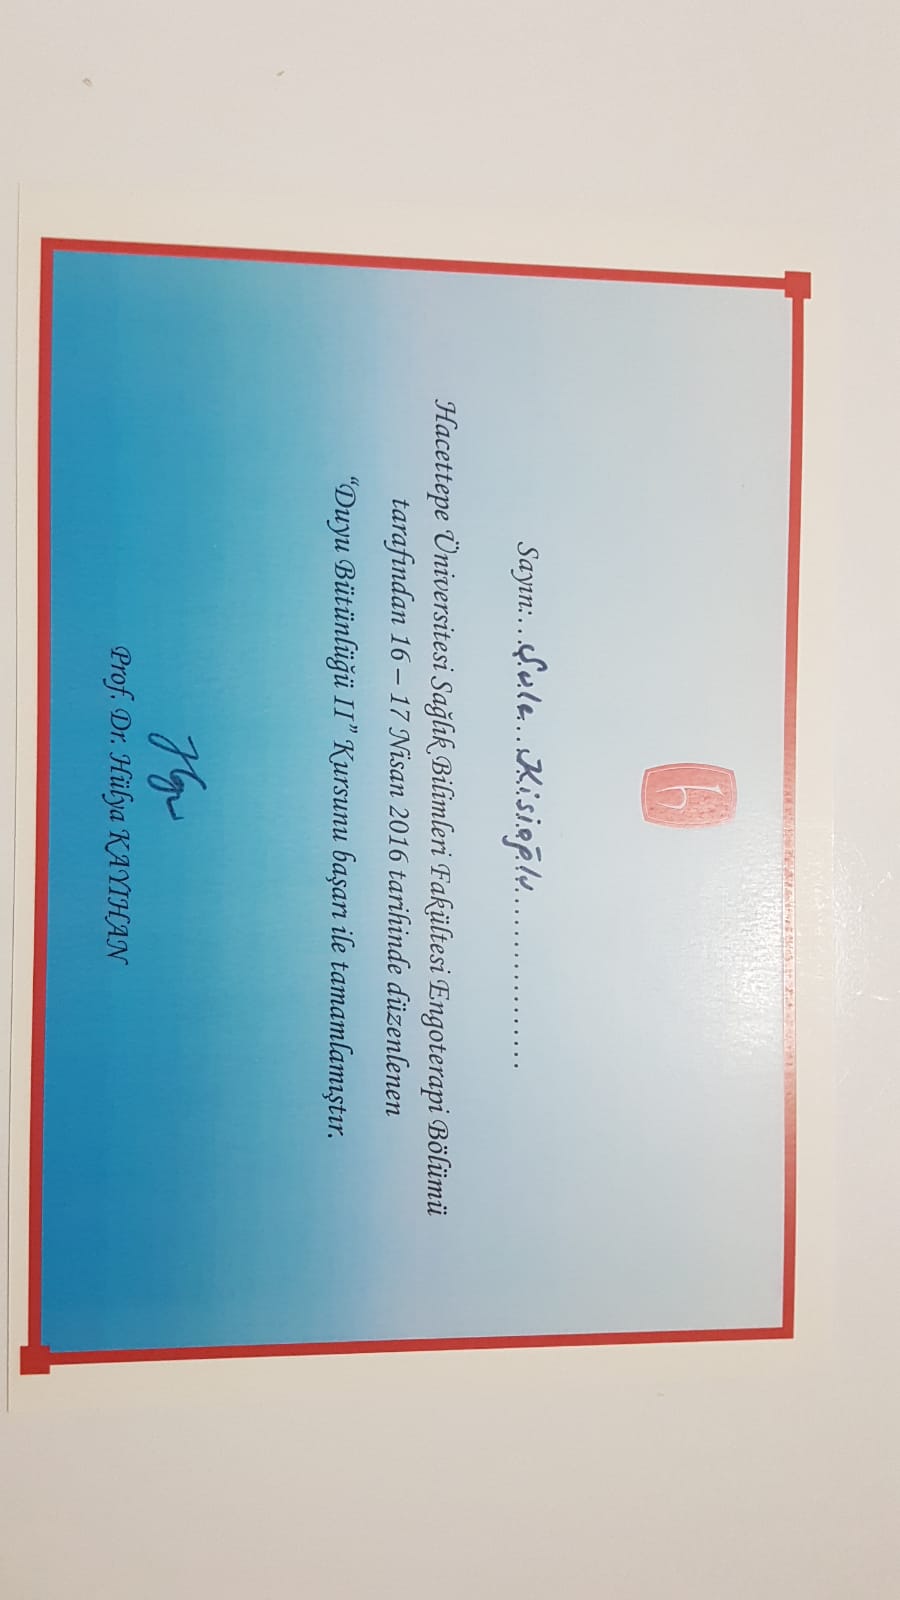 Sayın:...Şule...Kisioğlu................
Hacettepe Üniversitesi Sağlık Bilimleri Fakültesi Engoterapi Bölümü
tarafından 16 – 17 Nisan 2016 tarihinde düzenlenen
“Duyu Bütünlüğü II” Kursunu başarı ile tamamlamıştır.
Prof. Dr. Hülya KAYIHAN